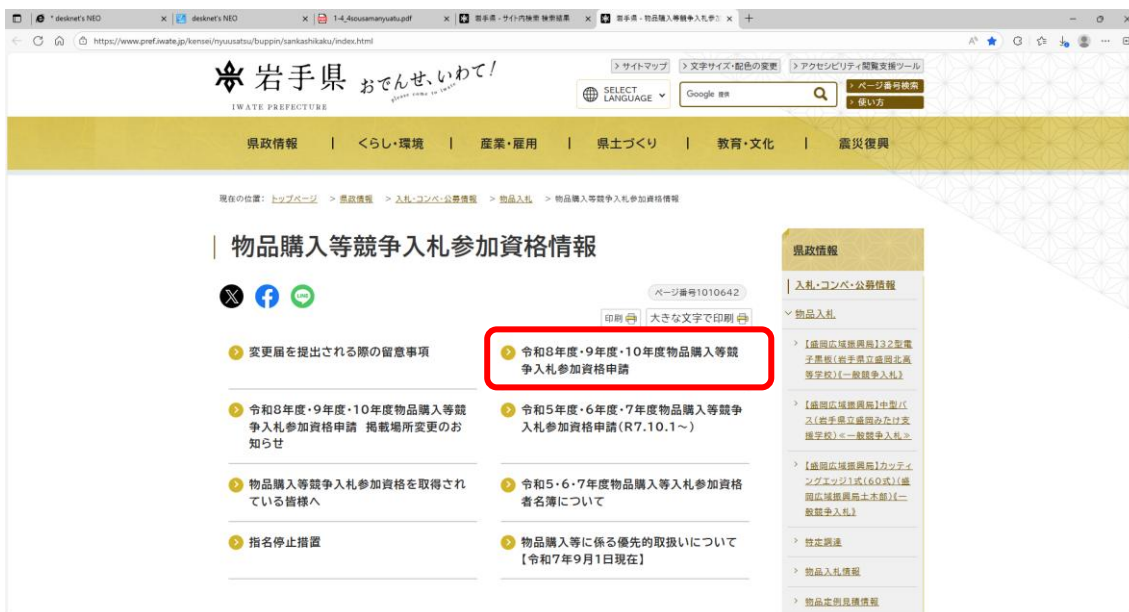 * desknet's NEO
desknet's NEO
1-4_4sousamanyuatu.pdf
岩手県 - サイト内検索 検索結果
岩手県 - 物品購入等競争入札参
https://www.pref.iwate.jp/kensei/nyuusatsu/buppin/sankashikaku/index.html
岩手県 おでんせ、いわて!
please come to iwate
IWATE PREFECTURE
サイトマップ
文字サイズ・配色の変更
アクセシビリティ閲覧支援ツール
SELECT LANGUAGE
Google 提供
ページ番号検索
使い方
県政情報 | くらし・環境 | 産業・雇用 | 県土づくり | 教育・文化 | 震災復興
現在の位置: トップページ > 県政情報 > 入札・コンペ・公募情報 > 物品入札 > 物品購入等競争入札参加資格情報
物品購入等競争入札参加資格情報
ページ番号1010642
印刷 大きな文字で印刷
変更届を提出される際の留意事項
令和8年度・9年度・10年度物品購入等競
争入札参加資格申請
令和8年度・9年度・10年度物品購入等競
争入札参加資格申請 掲載場所変更のお
知らせ
令和5年度・6年度・7年度物品購入等競争
入札参加資格申請(R7.10.1～)
物品購入等競争入札参加資格を取得され
ている皆様へ
令和5・6・7年度物品購入等入札参加資格
者名簿について
指名停止措置
物品購入等に係る優先的取扱いについて
【令和7年9月1日現在】
県政情報
入札・コンペ・公募情報
物品入札
【盛岡広域振興局】32型電
子黒板(岩手県立盛岡北高
等学校)《一般競争入札》
【盛岡広域振興局】中型バ
ス(岩手県立盛岡みたけ支
援学校)≪一般競争入札≫
【盛岡広域振興局】カッティ
ングエッジ1式(60式)(盛
岡広域振興局土木部)《一
般競争入札》
特定調達
物品入札情報
物品定例見積情報